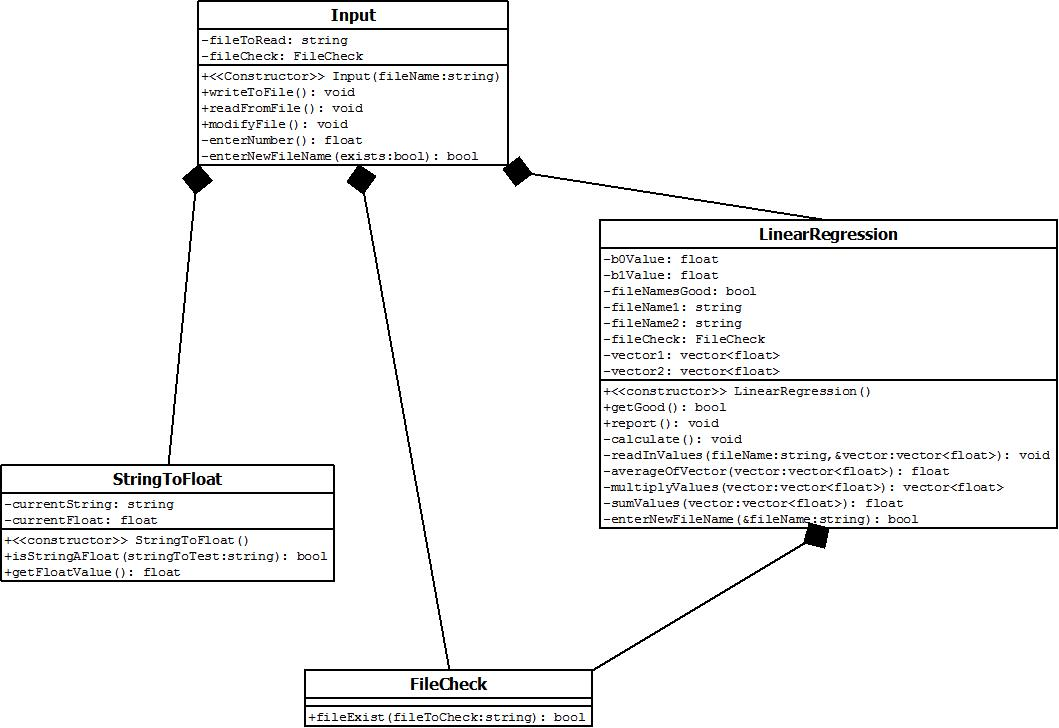 Input
-fileToRead: string
-fileCheck: FileCheck
+<<Constructor>> Input(fileName:string)
+writeToFile(): void
+readFromFile(): void
+modifyFile(): void
-enterNumber(): float
-enterNewFileName(exists:bool): bool
LinearRegression
-b0Value: float
-b1Value: float
-fileNamesGood: bool
-fileName1: string
-fileName2: string
-fileCheck: FileCheck
-vector1: vector<float>
-vector2: vector<float>
+<<constructor>> LinearRegression()
+getGood(): bool
+report(): void
-calculate(): void
-readInValues(fileName:string,&vector:vector<float>): void
-averageOfVector(vector:vector<float>): float
-multiplyValues(vector:vector<float>): vector<float>
-sumValues(vector:vector<float>): float
-enterNewFileName(&fileName:string): bool
StringToFloat
-currentString: string
-currentFloat: float
+<<constructor>> StringToFloat()
+isStringAFloat(stringToTest:string): bool
+getFloatValue(): float
FileCheck
+fileExist(fileToCheck:string): bool